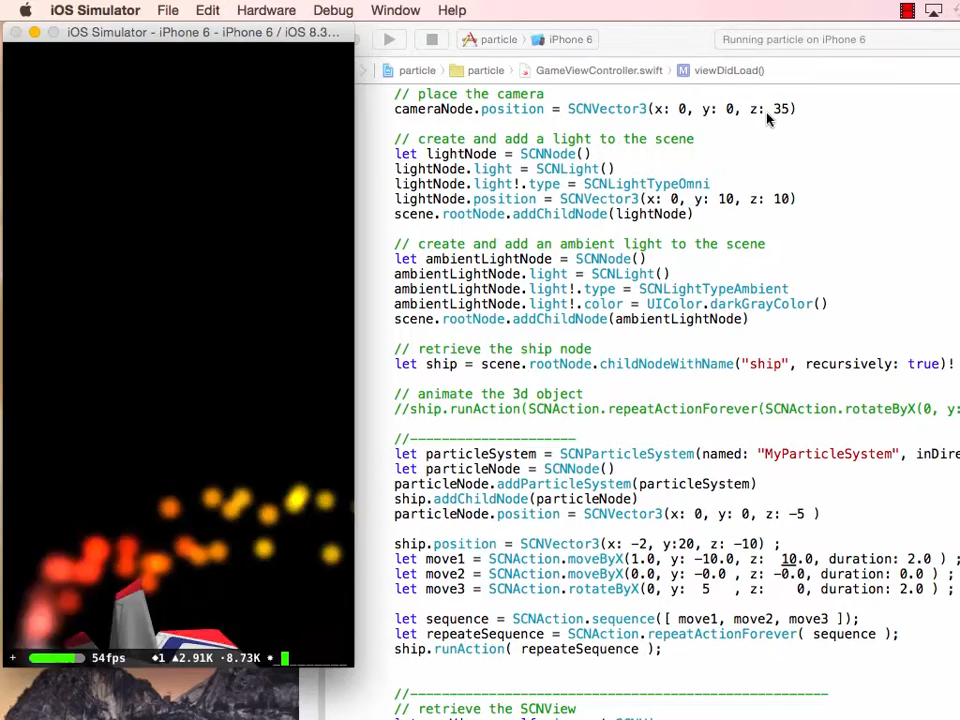 iOS Simulator File Edit Hardware Debug Window Help
iOS Simulator - iPhone 6 - iPhone 6 / iOS 8.3...
particle iPhone 6 Running particle on iPhone 6
particle particle GameViewController.swift M viewDidLoad()
// place the camera
cameraNode.position = SCNVector3(x: 0, y: 0, z: 35)
// create and add a light to the scene
let lightNode = SCNNode()
lightNode.light = SCNLight()
lightNode.light!.type = SCNLightTypeOmni
lightNode.position = SCNVector3(x: 0, y: 10, z: 10)
scene.rootNode.addChildNode(lightNode)
// create and add an ambient light to the scene
let ambientLightNode = SCNNode()
ambientLightNode.light = SCNLight()
ambientLightNode.light!.type = SCNLightTypeAmbient
ambientLightNode.light!.color = UIColor.darkGrayColor()
scene.rootNode.addChildNode(ambientLightNode)
// retrieve the ship node
let ship = scene.rootNode.childNodeWithName("ship", recursively: true)!
// animate the 3d object
//ship.runAction(SCNAction.repeatActionForever(SCNAction.rotateByX(0, y:
//----------------------
let particleSystem = SCNParticleSystem(named: "MyParticleSystem", inDire
let particleNode = SCNNode()
particleNode.addParticleSystem(particleSystem)
ship.addChildNode(particleNode)
particleNode.position = SCNVector3(x: 0, y: 0, z: -5 )
ship.position = SCNVector3(x: -2, y:20, z: -10) ;
let move1 = SCNAction.moveByX(1.0, y: -10.0, z: 10.0, duration: 2.0 ) ;
let move2 = SCNAction.moveByX(0.0, y: -0.0 , z: -0.0, duration: 0.0 ) ;
let move3 = SCNAction.rotateByX(0, y: 5 , z: 0, duration: 2.0 ) ;
let sequence = SCNAction.sequence([ move1, move2, move3 ]);
let repeatSequence = SCNAction.repeatActionForever( sequence );
ship.runAction( repeatSequence );
+ 54fps ◆1 ▲2.91K ·8.73K
//----------------------------------------------------
// retrieve the SCNView